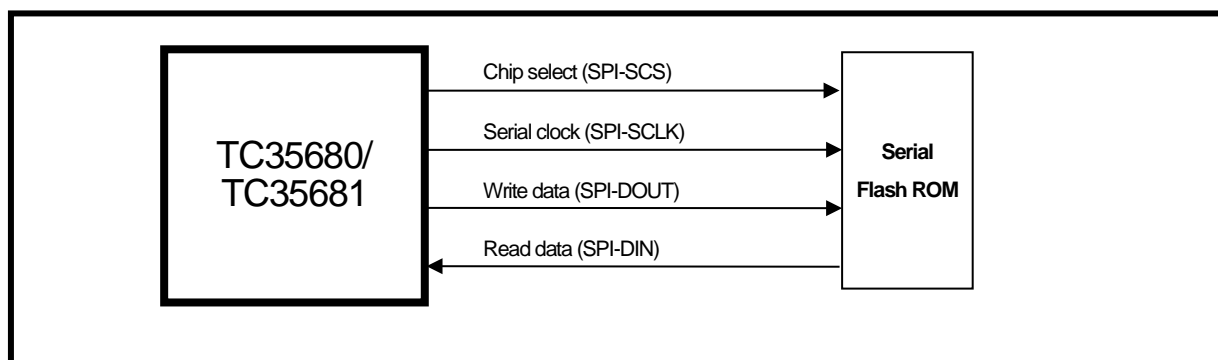 TC35680/
TC35681
Chip select (SPI-SCS)
Serial clock (SPI-SCLK)
Write data (SPI-DOUT)
Read data (SPI-DIN)
Serial
Flash ROM